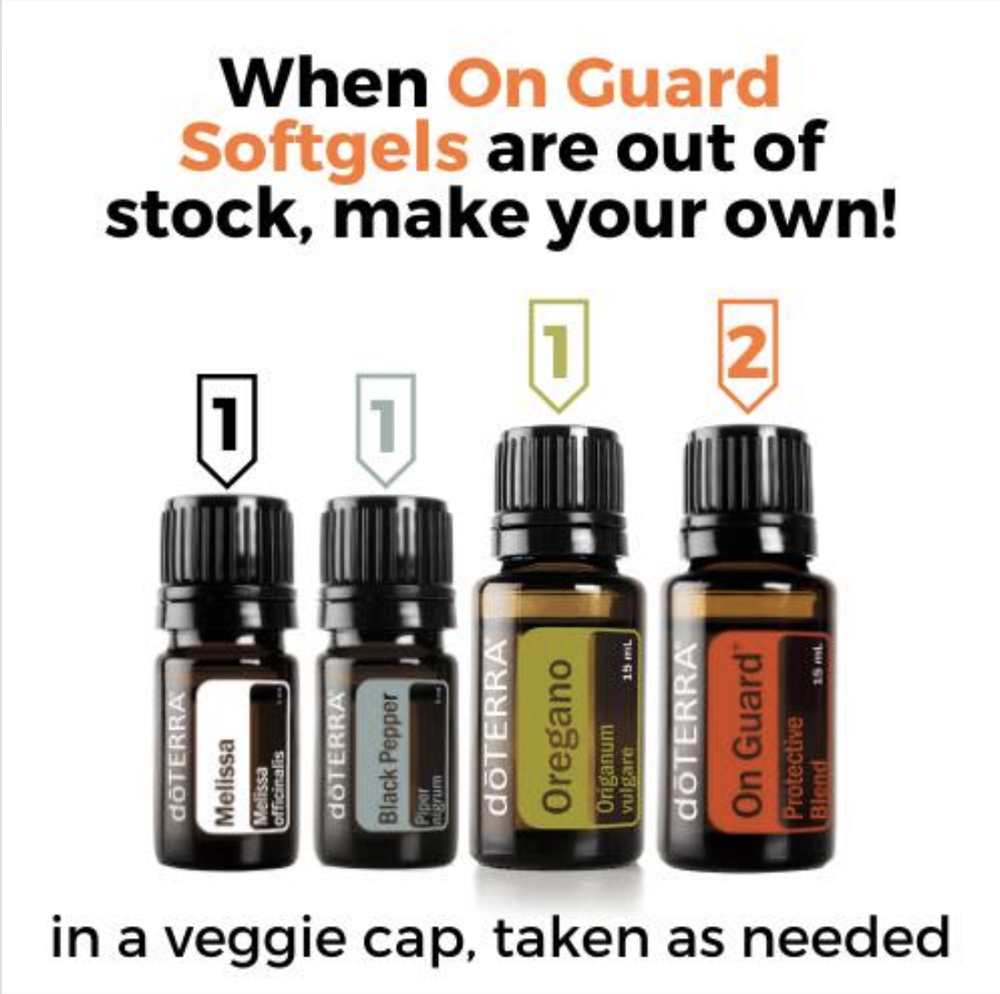 When On Guard
Softgels are out of
stock, make your own!
1
1
1
2
dōTERRA
Melissa
Melissa
officinalis
dōTERRA
Black Pepper
Piper
nigrum
dōTERRA
Oregano
15 mL
Origanum
vulgare
dōTERRA
On Guard™
15 mL
Protective
Blend
in a veggie cap, taken as needed